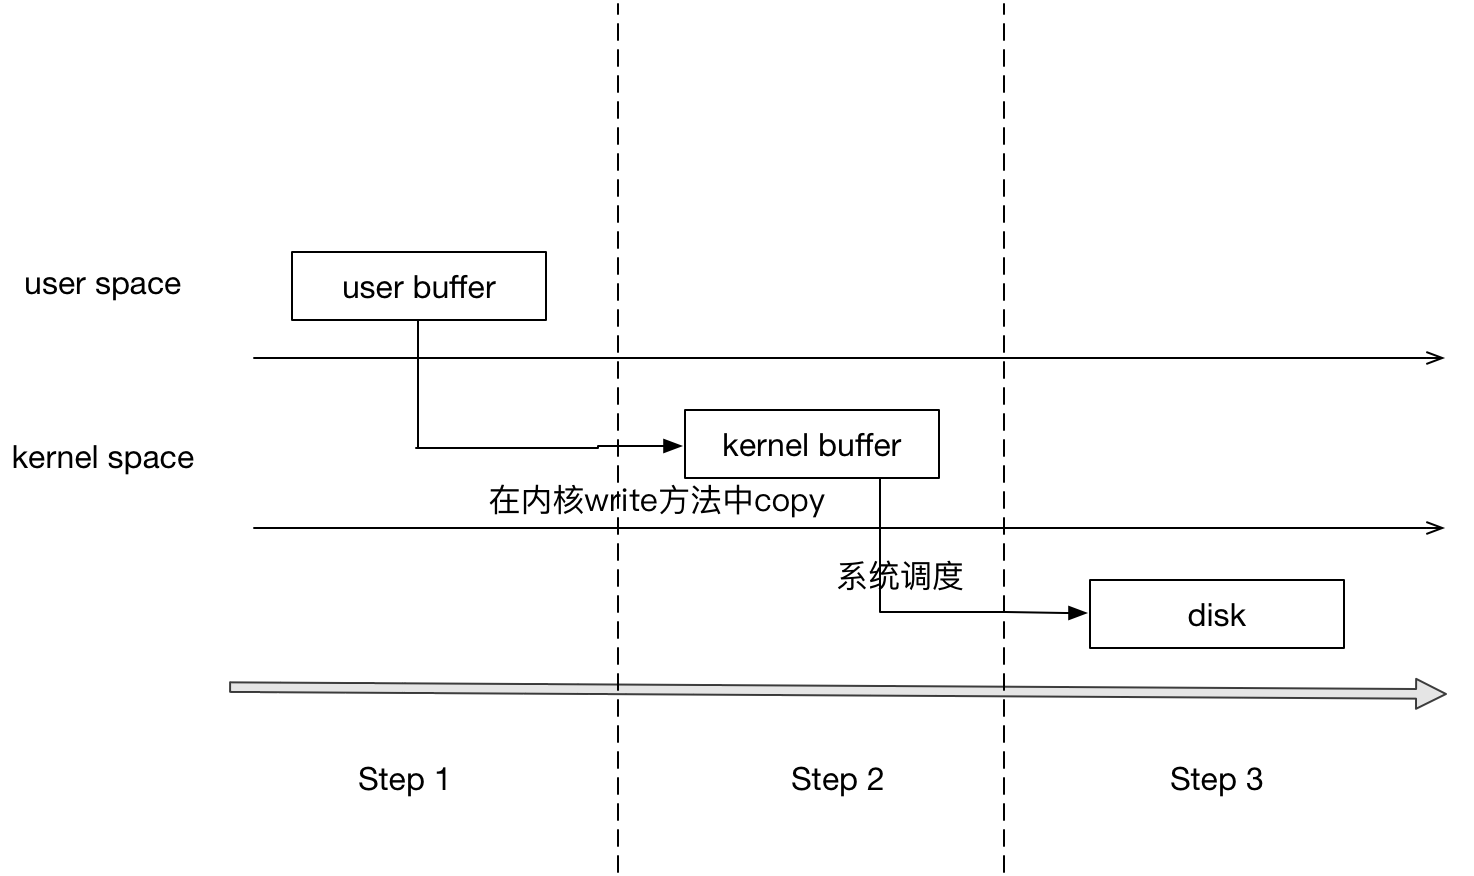 user space
user buffer
kernel space
kernel buffer
在内核write方法中copy
系统调度
disk
Step 1
Step 2
Step 3